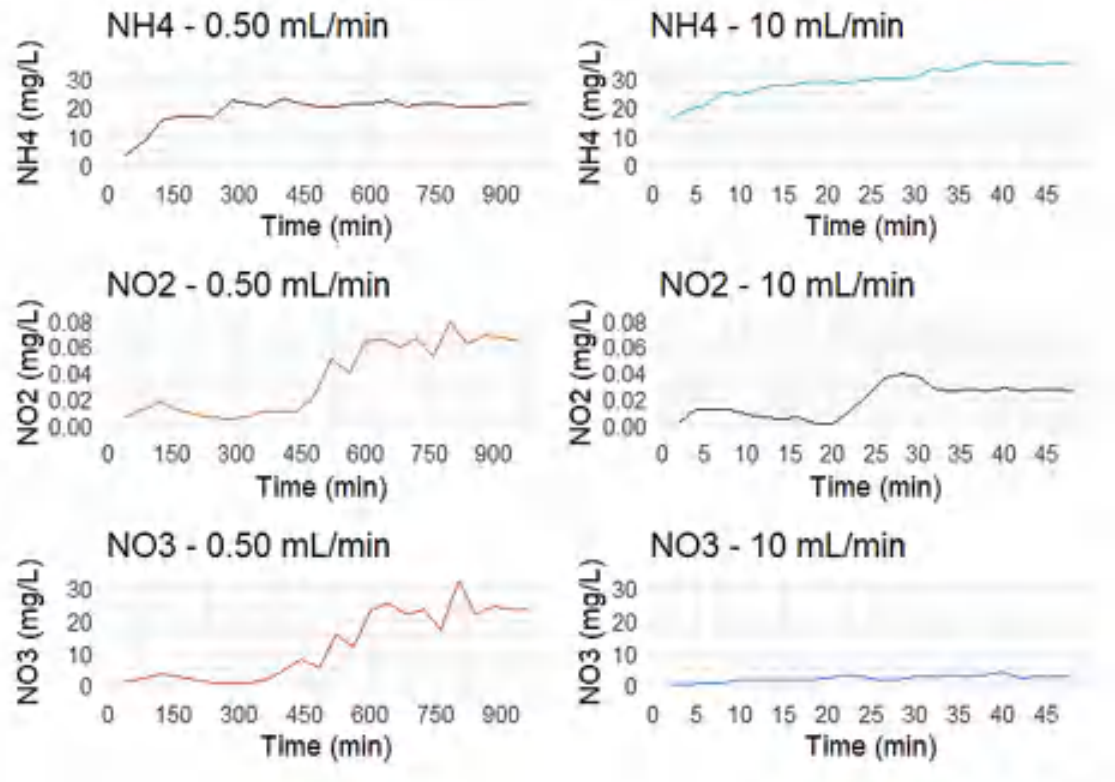 NH4 - 0.50 mL/min
NH4 (mg/L)
30
20
10
0
0 150 300 450 600 750 900
Time (min)
NH4 - 10 mL/min
NH4 (mg/L)
30
20
10
0
0 5 10 15 20 25 30 35 40 45
Time (min)
NO2 - 0.50 mL/min
NO2 (mg/L)
0.08
0.06
0.04
0.02
0.00
0 150 300 450 600 750 900
Time (min)
NO2 - 10 mL/min
NO2 (mg/L)
0.08
0.06
0.04
0.02
0.00
0 5 10 15 20 25 30 35 40 45
Time (min)
NO3 - 0.50 mL/min
NO3 (mg/L)
30
20
10
0
0 150 300 450 600 750 900
Time (min)
NO3 - 10 mL/min
NO3 (mg/L)
30
20
10
0
0 5 10 15 20 25 30 35 40 45
Time (min)